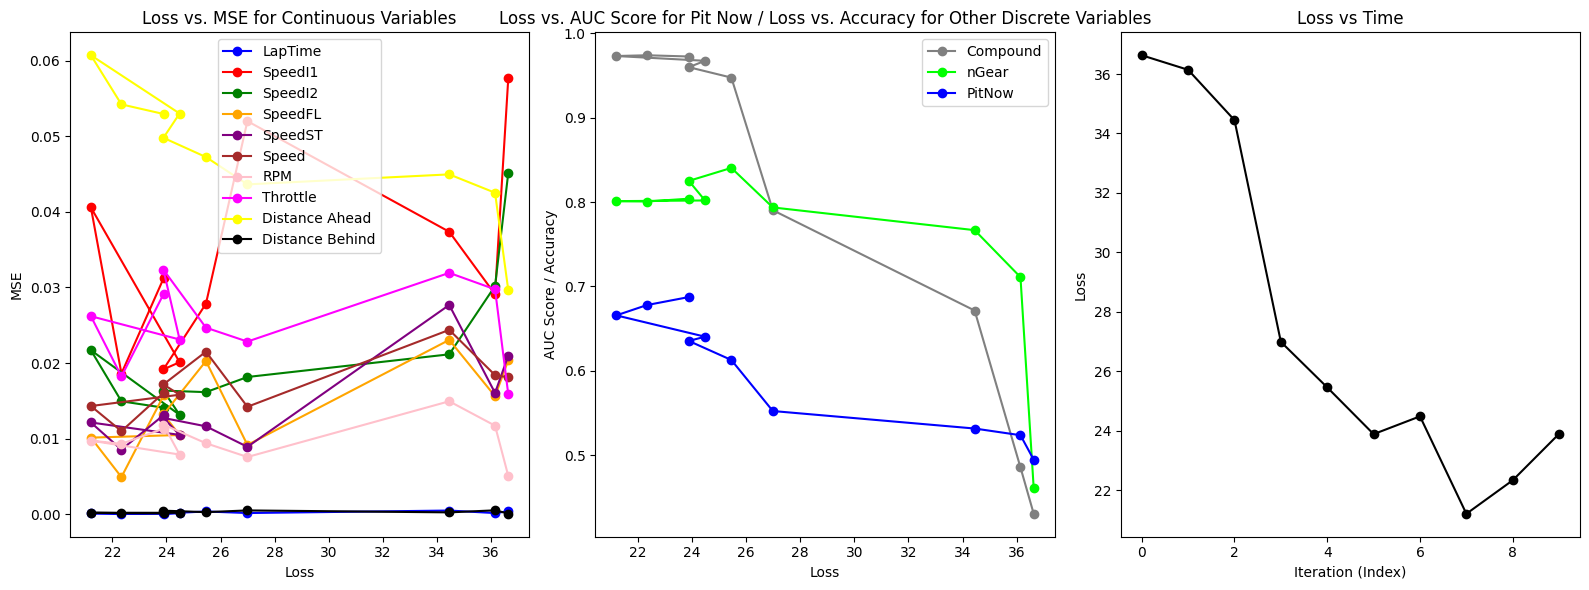 Loss vs. MSE for Continuous Variables
MSE
0.06
0.05
0.04
0.03
0.02
0.01
0.00
LapTime
SpeedI1
SpeedI2
SpeedFL
SpeedST
Speed
RPM
Throttle
Distance Ahead
Distance Behind
22 24 26 28 30 32 34 36
Loss
Loss vs. AUC Score for Pit Now / Loss vs. Accuracy for Other Discrete Variables
AUC Score / Accuracy
1.0
0.9
0.8
0.7
0.6
0.5
Compound
nGear
PitNow
22 24 26 28 30 32 34 36
Loss
Loss vs Time
Loss
36
34
32
30
28
26
24
22
0 2 4 6 8
Iteration (Index)